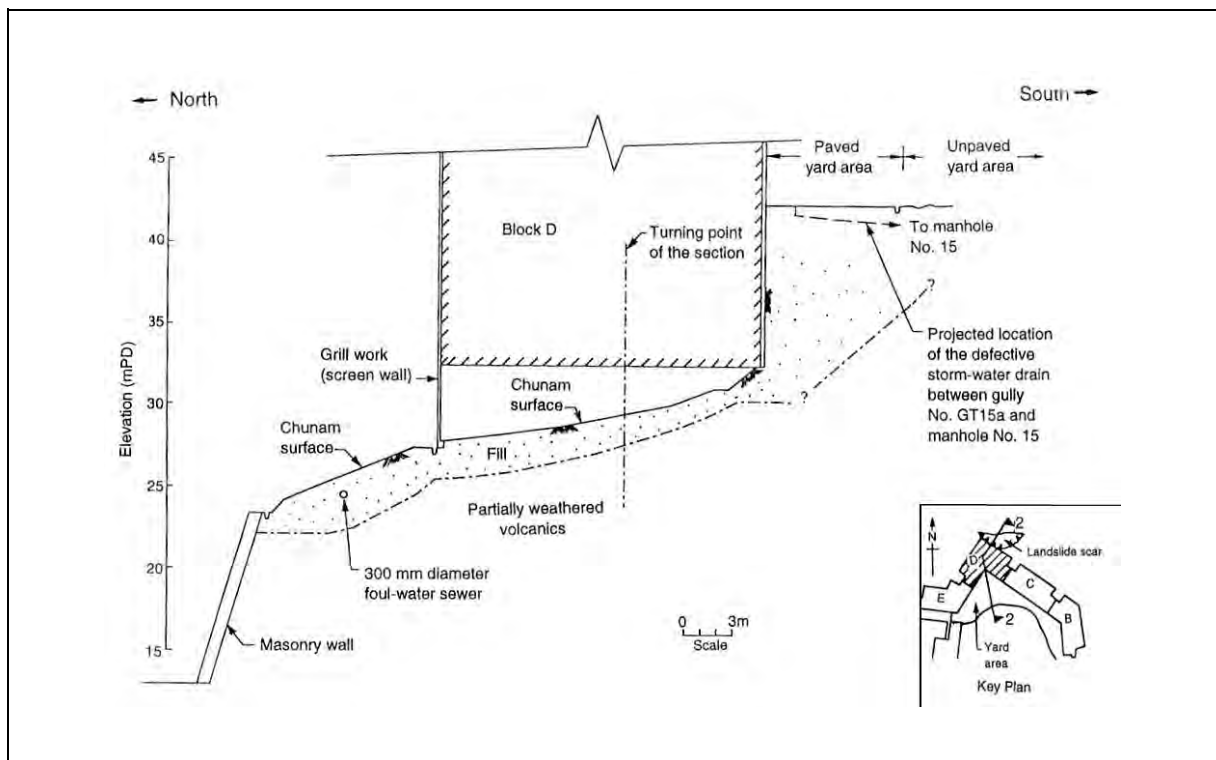 North
South
45
40
35
30
25
20
15
Elevation (mPD)
Paved
yard area
Unpaved
yard area
Block D
Turning point
of the section
To manhole
No. 15
?
Grill work
(screen wall)
Chunam
surface
Projected location
of the defective
storm-water drain
between gully
No. GT15a and
manhole No. 15
?
Chunam
surface
Fill
Partially weathered
volcanics
300 mm diameter
foul-water sewer
Masonry wall
0 3m
Scale
N
2
Landslide scar
D
C
E
B
2
Yard
area
Key Plan